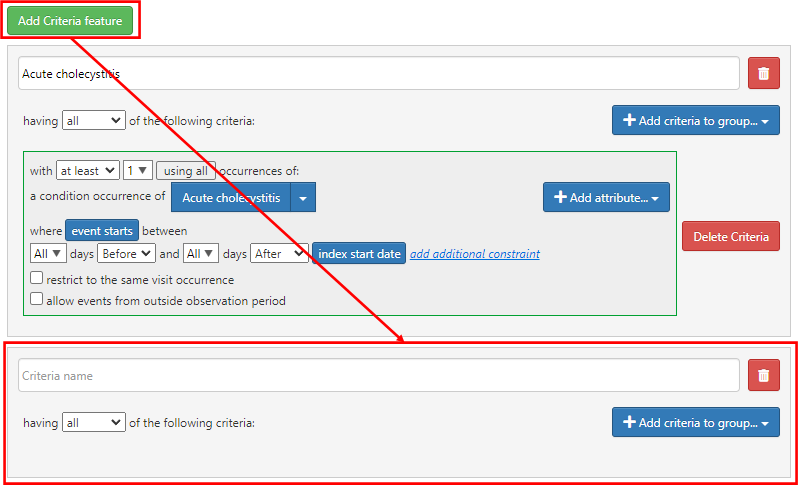 Add Criteria feature
Acute cholecystitis
having all of the following criteria:
Add criteria to group...
with at least 1 using all occurrences of:
a condition occurrence of Acute cholecystitis
Add attribute...
where event starts between
All days Before and All days After index start date add additional constraint
restrict to the same visit occurrence
allow events from outside observation period
Delete Criteria
Criteria name
having all of the following criteria:
Add criteria to group...